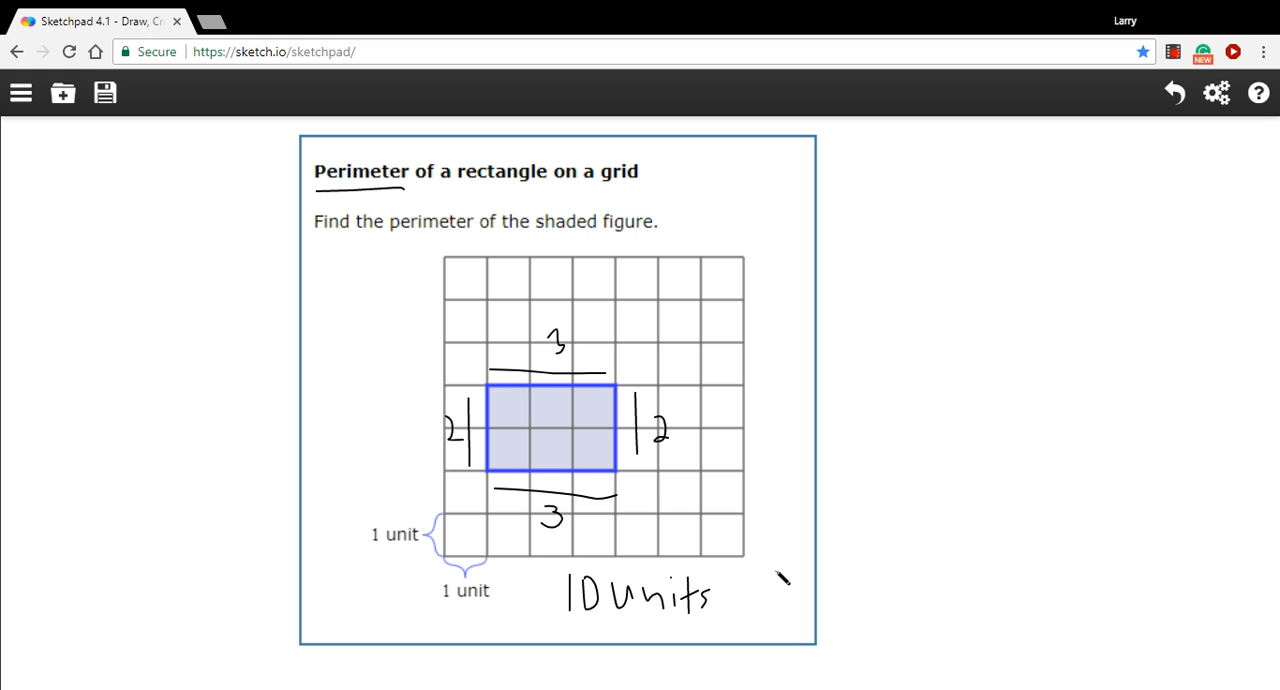 Sketchpad 4.1 - Draw, Cr
Larry
Secure
https://sketch.io/sketchpad/
NEW
Perimeter of a rectangle on a grid
Find the perimeter of the shaded figure.
3
2
2
3
1 unit
1 unit
10 units